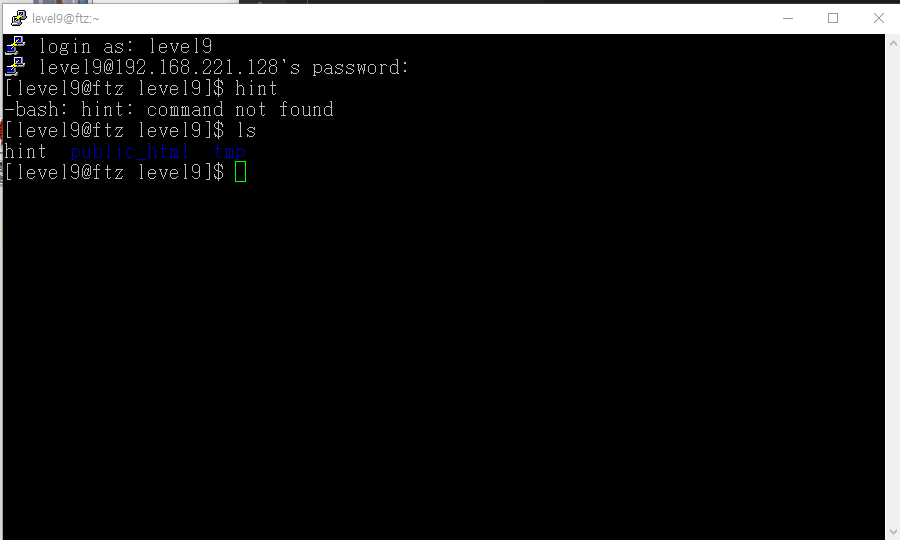 level9@ftz:~
login as: level9
level9@192.168.221.128's password:
[level9@ftz level9]$ hint
-bash: hint: command not found
[level9@ftz level9]$ ls
hint  public_html  tmp
[level9@ftz level9]$